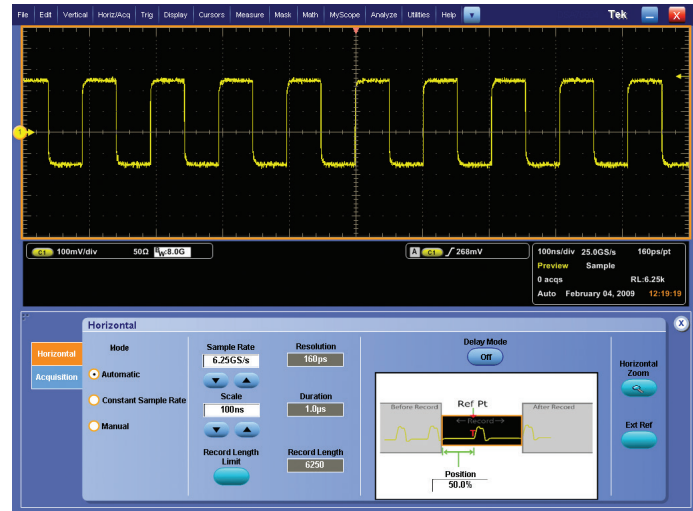 File Edit Vertical Horiz/Acq Trig Display Cursors Measure Mask Math MyScope Analyze Utilities Help Tek X
1
C1 100mV/div 50Ω BW:8.0G
A C1 268mV
100ns/div 25.0GS/s 160ps/pt
Preview Sample
0 acqs RL:6.25k
Auto February 04, 2009 12:19:19
Horizontal X
Horizontal
Acquisition
Mode
Automatic
Constant Sample Rate
Manual
Sample Rate
6.25GS/s
Scale
100ns
Record Length
Limit
Resolution
160ps
Duration
1.0μs
Record Length
6250
Delay Mode
Off
Before Record
Ref Pt
Record
After Record
T
Position
50.0%
Horizontal
Zoom
Ext Ref